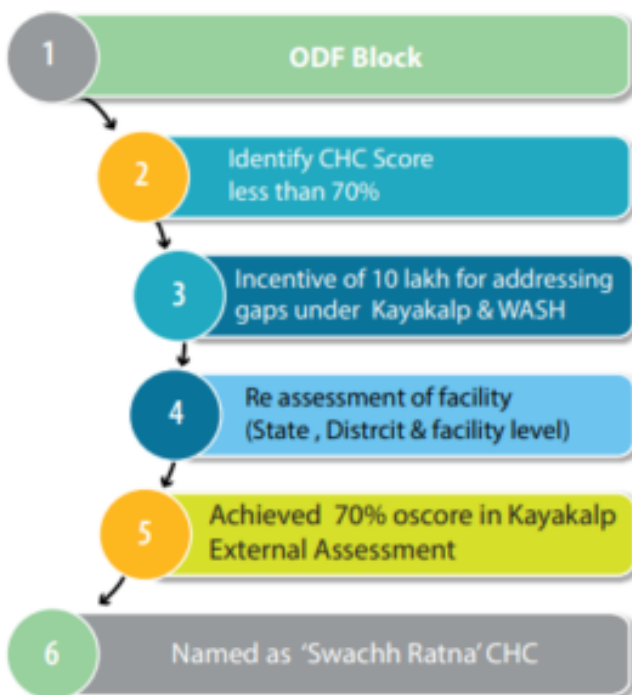 1
ODF Block
2
Identify CHC Score
less than 70%
3
Incentive of 10 lakh for addressing
gaps under Kayakalp & WASH
4
Re assessment of facility
(State , Distrcit & facility level)
5
Achieved 70% oscore in Kayakalp
External Assessment
6
Named as ‘Swachh Ratna’ CHC